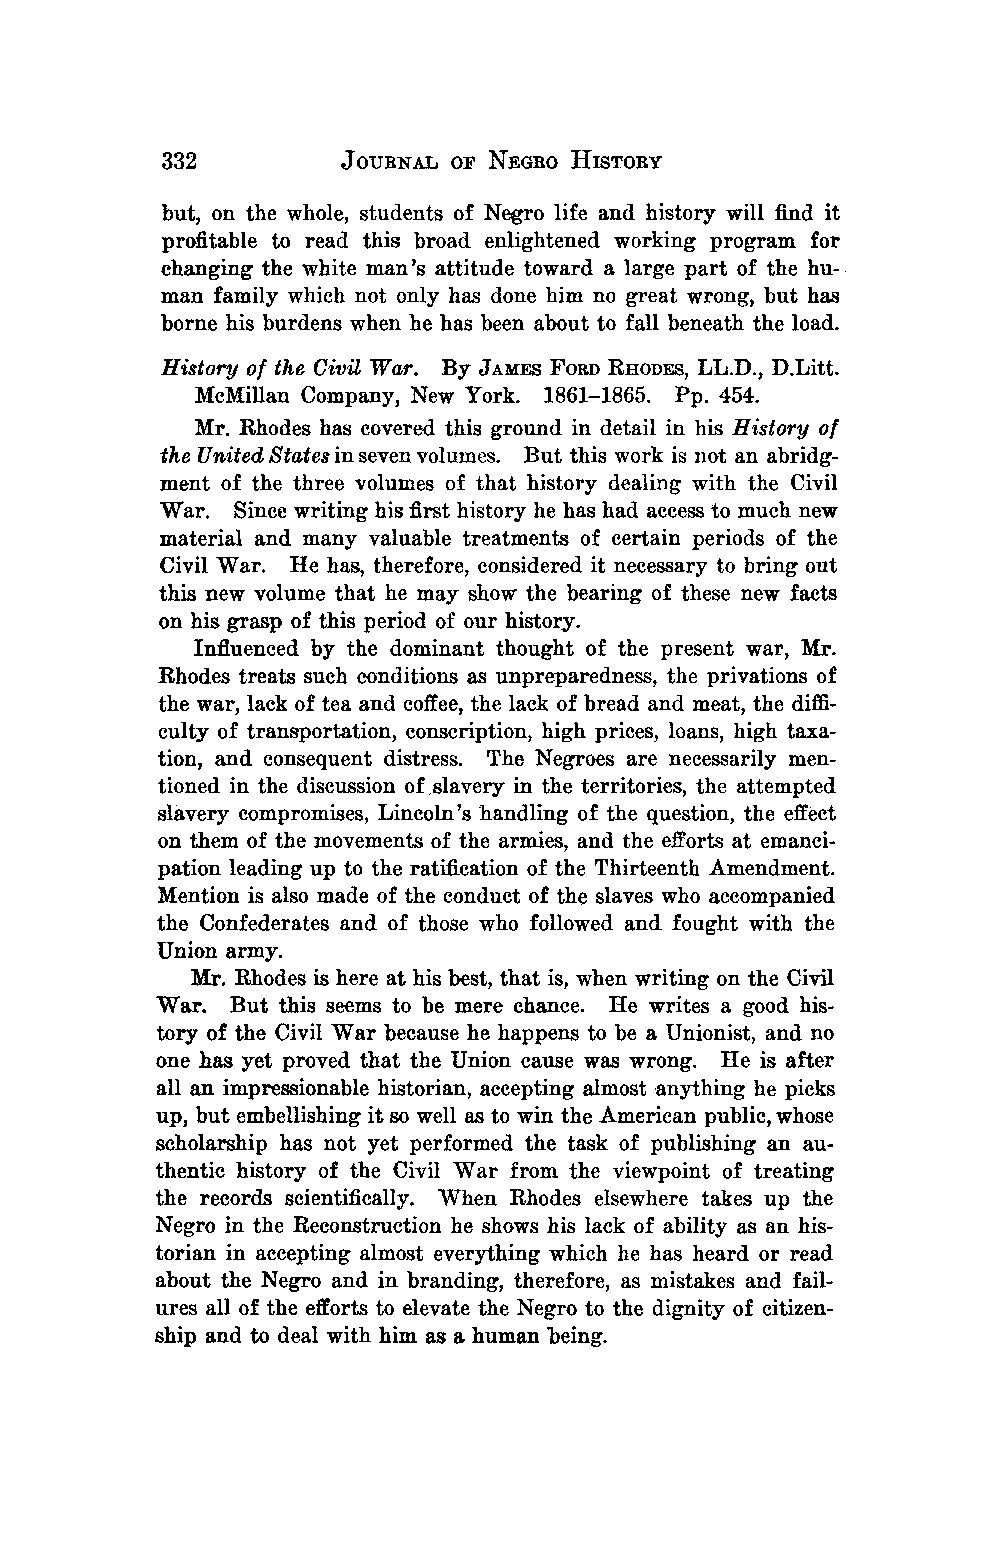 332 JOURNAL OF NEGRO HISTORY
but, on the whole, students of Negro life and history will find it
profitable to read this broad enlightened working program for
changing the white man's attitude toward a large part of the hu-
man family which not only has done him no great wrong, but has
borne his burdens when he has been about to fall beneath the load.
History of the Civil War. By JAMES FORD RHODES, LL.D., D.Litt.
McMillan Company, New York. 1861–1865. Pp. 454.
Mr. Rhodes has covered this ground in detail in his History of
the United States in seven volumes. But this work is not an abridg-
ment of the three volumes of that history dealing with the Civil
War. Since writing his first history he has had access to much new
material and many valuable treatments of certain periods of the
Civil War. He has, therefore, considered it necessary to bring out
this new volume that he may show the bearing of these new facts
on his grasp of this period of our history.
Influenced by the dominant thought of the present war, Mr.
Rhodes treats such conditions as unpreparedness, the privations of
the war, lack of tea and coffee, the lack of bread and meat, the diffi-
culty of transportation, conscription, high prices, loans, high taxa-
tion, and consequent distress. The Negroes are necessarily men-
tioned in the discussion of slavery in the territories, the attempted
slavery compromises, Lincoln's handling of the question, the effect
on them of the movements of the armies, and the efforts at emanci-
pation leading up to the ratification of the Thirteenth Amendment.
Mention is also made of the conduct of the slaves who accompanied
the Confederates and of those who followed and fought with the
Union army.
Mr. Rhodes is here at his best, that is, when writing on the Civil
War. But this seems to be mere chance. He writes a good his-
tory of the Civil War because he happens to be a Unionist, and no
one has yet proved that the Union cause was wrong. He is after
all an impressionable historian, accepting almost anything he picks
up, but embellishing it so well as to win the American public, whose
scholarship has not yet performed the task of publishing an au-
thentic history of the Civil War from the viewpoint of treating
the records scientifically. When Rhodes elsewhere takes up the
Negro in the Reconstruction he shows his lack of ability as an his-
torian in accepting almost everything which he has heard or read
about the Negro and in branding, therefore, as mistakes and fail-
ures all of the efforts to elevate the Negro to the dignity of citizen-
ship and to deal with him as a human being.